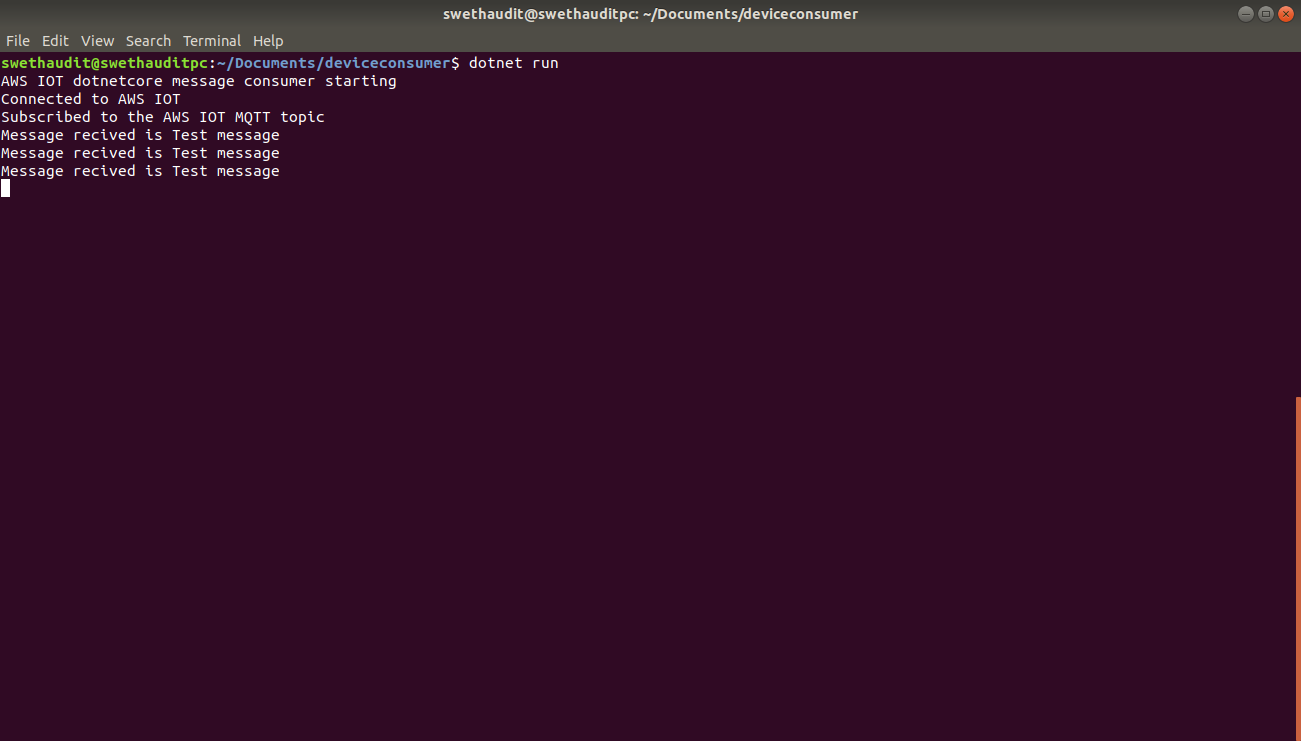 swethaudit@swethauditpc: ~/Documents/deviceconsumer
File Edit View Search Terminal Help
swethaudit@swethauditpc:~/Documents/deviceconsumer$ dotnet run
AWS IOT dotnetcore message consumer starting
Connected to AWS IOT
Subscribed to the AWS IOT MQTT topic
Message recived is Test message
Message recived is Test message
Message recived is Test message